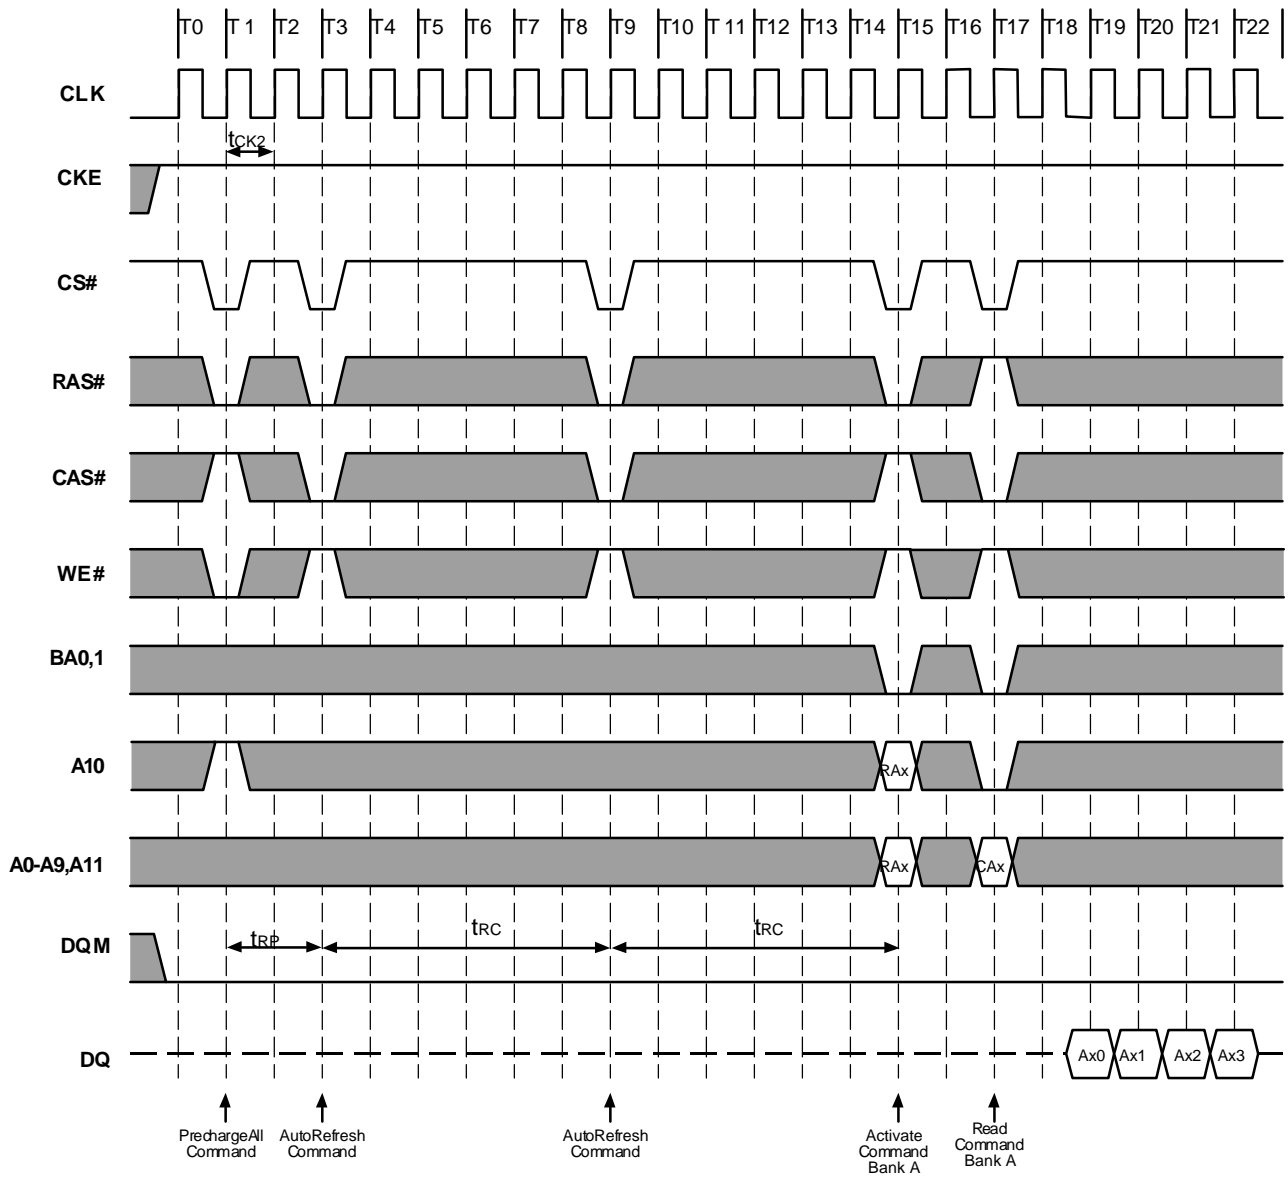 T0 T 1 T2 T3 T4 T5 T6 T7 T8 T9 T10 T 11 T12 T13 T14 T15 T16 T17 T18 T19 T20 T21 T22
CLK
tCK2
CKE
CS#
RAS#
CAS#
WE#
BA0,1
A10
RAx
A0-A9,A11
RAx CAx
DQM
tRP tRC tRC
DQ
Ax0 Ax1 Ax2 Ax3
PrechargeAll
Command
AutoRefresh
Command
AutoRefresh
Command
Activate
Command
Bank A
Read
Command
Bank A